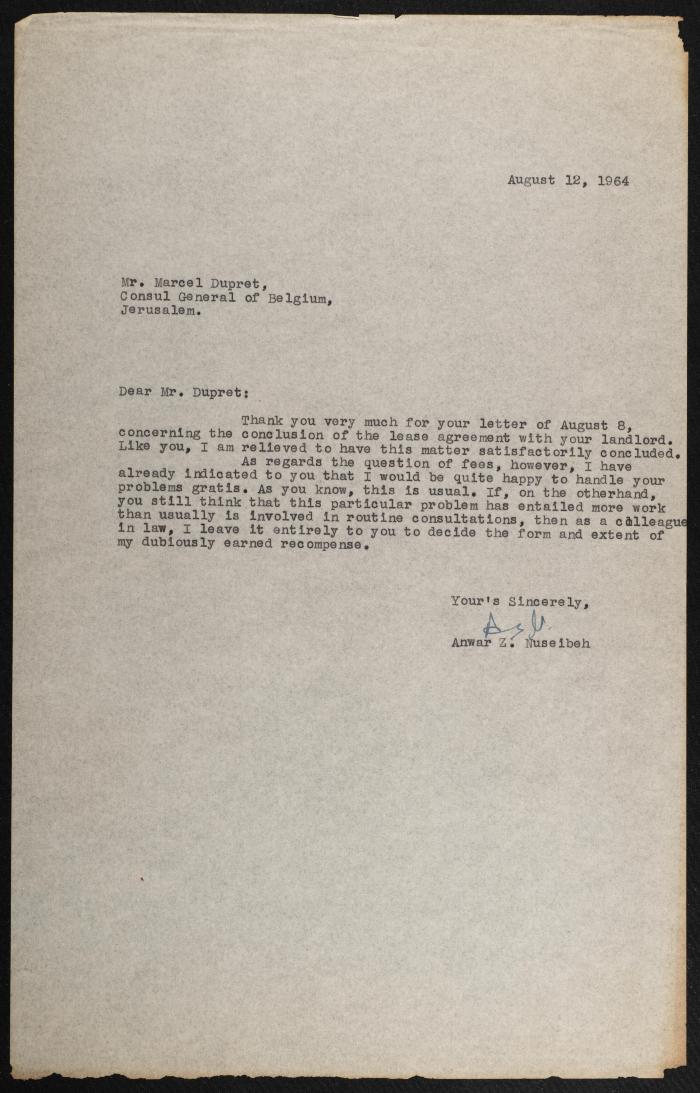 August 12, 1964
Mr. Marcel Dupret,
Consul General of Belgium,
Jerusalem.
Dear Mr. Dupret:
Thank you very much for your letter of August 8,
concerning the conclusion of the lease agreement with your landlord.
Like you, I am relieved to have this matter satisfactorily concluded.
As regards the question of fees, however, I have
already indicated to you that I would be quite happy to handle your
problems gratis. As you know, this is usual. If, on the otherhand,
you still think that this particular problem has entailed more work
than usually is involved in routine consultations, then as a colleague
in law, I leave it entirely to you to decide the form and extent of
my dubiously earned recompense.
Your's Sincerely,
Anwar Z. Nuseibeh